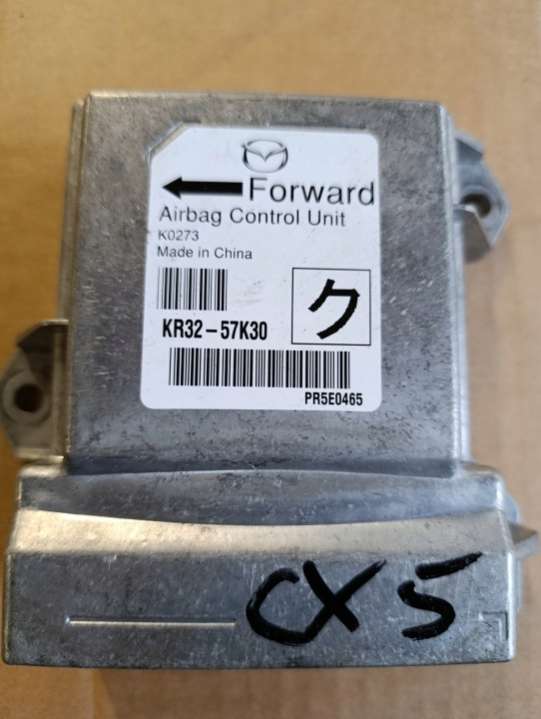 Forward
Airbag Control Unit
K0273
Made in China
KR32-57K30
ク
PR5E0465
CX5